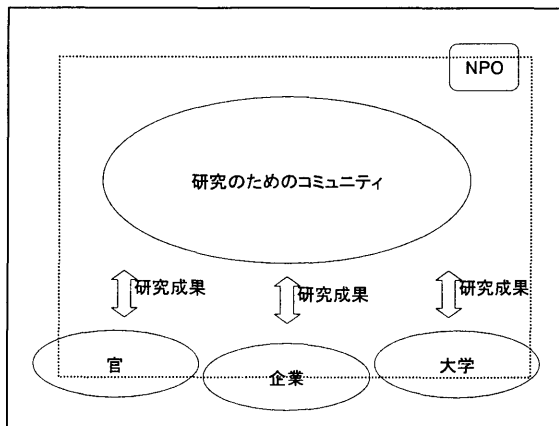 NPO
研究のためのコミュニティ
研究成果
研究成果
研究成果
官
企業
大学